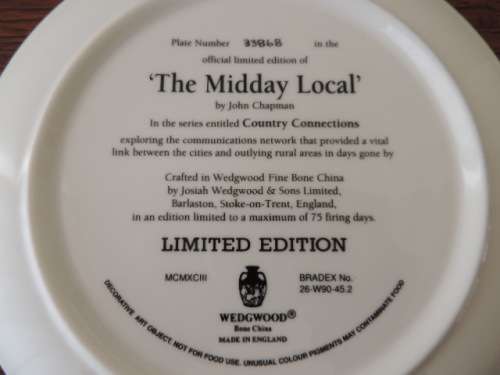 Plate Number 33868 in the
official limited edition of
'The Midday Local'
by John Chapman
In the series entitled Country Connections
exploring the communications network that provided a vital
link between the cities and outlying rural areas in days gone by
Crafted in Wedgwood Fine Bone China
by Josiah Wedgwood & Sons Limited,
Barlaston, Stoke-on-Trent, England,
in an edition limited to a maximum of 75 firing days.
LIMITED EDITION
MCMXCIII
BRADEX No.
26-W90-45.2
WEDGWOOD®
Bone China
MADE IN ENGLAND
DECORATIVE ART OBJECT. NOT FOR FOOD USE. UNUSUAL COLOUR PIGMENTS MAY CONTAMINATE FOOD